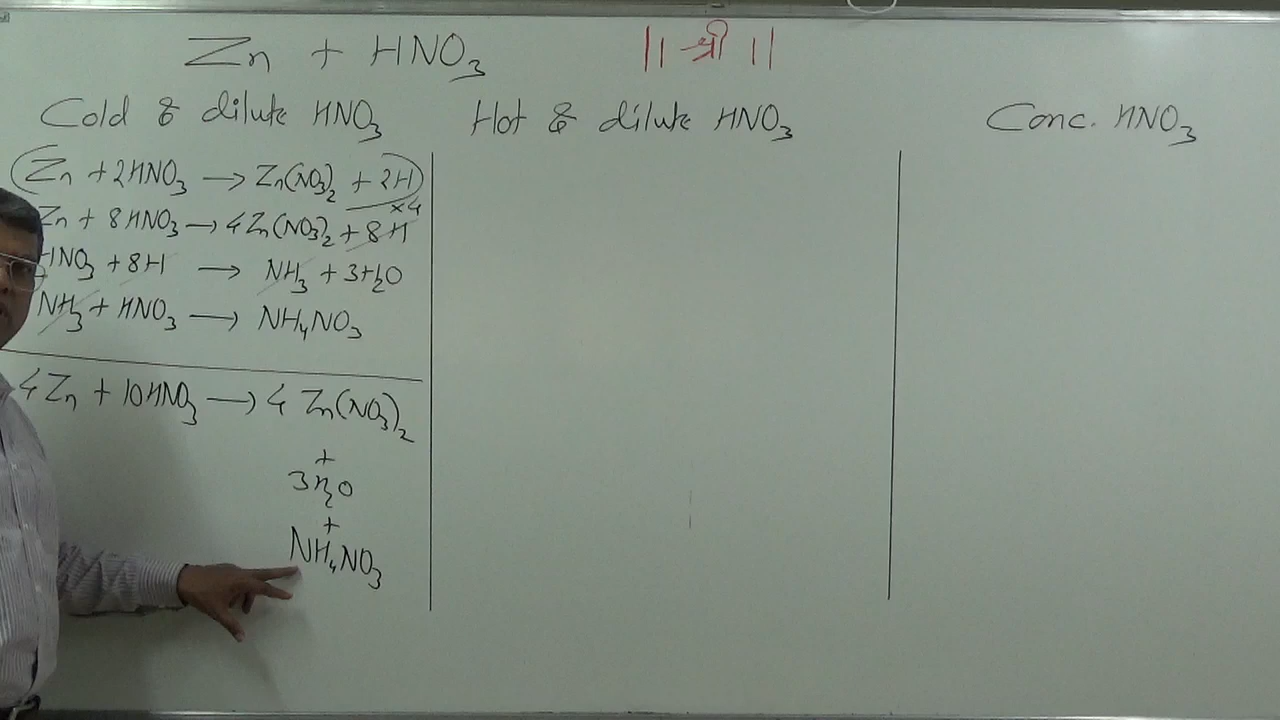 Zn + HNO₃ || श्री ||
Cold & dilute HNO₃
(Zn + 2HNO₃ → Zn(NO₃)₂ + 2H)
×4
Zn + 8HNO₃ → 4Zn(NO₃)₂ + 8H
HNO₃ + 8H → NH₃ + 3H₂O
NH₃ + HNO₃ → NH₄NO₃
4Zn + 10HNO₃ → 4Zn(NO₃)₂
+
3H₂O
+
NH₄NO₃
Hot & dilute HNO₃
Conc. HNO₃